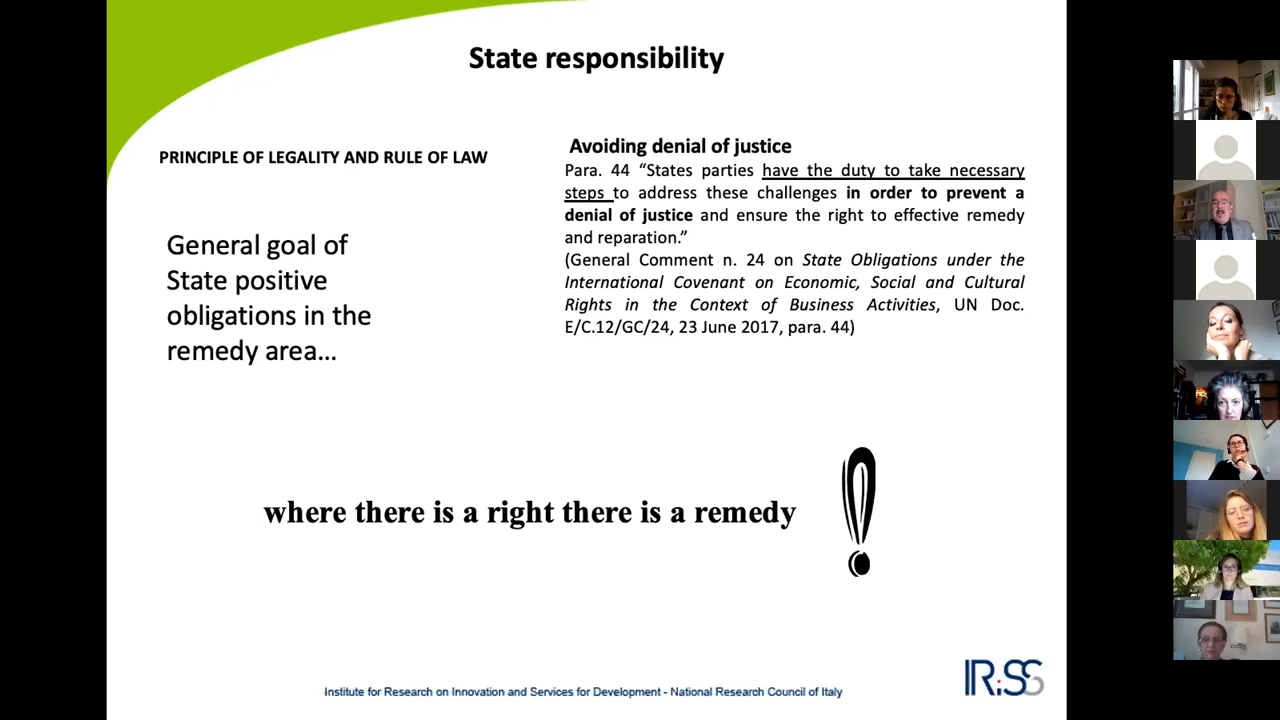 State responsibility
PRINCIPLE OF LEGALITY AND RULE OF LAW
General goal of
State positive
obligations in the
remedy area…
Avoiding denial of justice
Para. 44 “States parties have the duty to take necessary
steps to address these challenges in order to prevent a
denial of justice and ensure the right to effective remedy
and reparation.”
(General Comment n. 24 on State Obligations under the
International Covenant on Economic, Social and Cultural
Rights in the Context of Business Activities, UN Doc.
E/C.12/GC/24, 23 June 2017, para. 44)
where there is a right there is a remedy
!
Institute for Research on Innovation and Services for Development - National Research Council of Italy
IRiSS